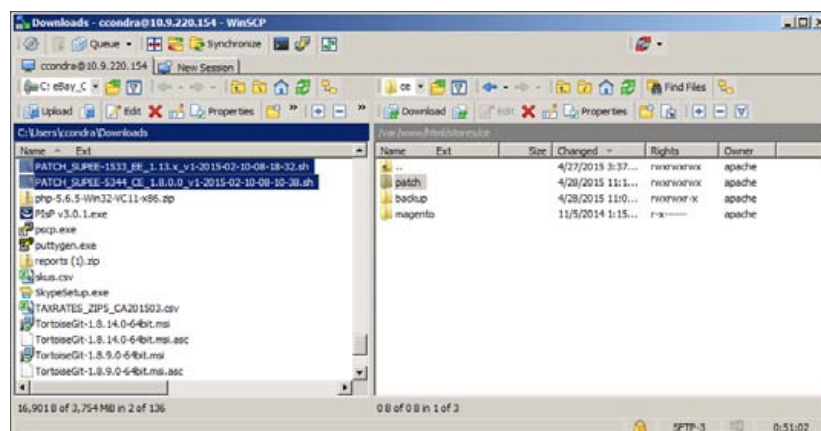 Downloads - ccondra@10.9.220.154 - WinSCP
Queue Synchronize
ccondra@10.9.220.154 New Session
C: eBay_C ce Find Files
Upload Edit Properties » » Download Edit Properties
C:\Users\ccondra\Downloads /var/www/html/stores/ce
Name Ext Name Ext Size Changed Rights Owner
PATCH_SUPEE-1533_EE_1.13.x_v1-2015-02-10-08-18-32.sh .. 4/27/2015 3:37... rwxrwxrwx apache
PATCH_SUPEE-5344_CE_1.8.0.0_v1-2015-02-10-08-10-38.sh patch 4/28/2015 11:1... rwxrwxrwx apache
php-5.6.5-Win32-VC11-x86.zip backup 4/28/2015 11:0... rwxrwxr-x apache
PIsP v3.0.1.exe magento 11/5/2014 1:15... r-x------ apache
pscp.exe
puttygen.exe
reports (1).zip
skus.csv
SkypeSetup.exe
TAXRATES_ZIP5_CA201503.csv
TortoiseGit-1.8.14.0-64bit.msi
TortoiseGit-1.8.14.0-64bit.msi.asc
TortoiseGit-1.8.9.0-64bit.msi
TortoiseGit-1.8.9.0-64bit.msi.asc
16,901 B of 3,754 MiB in 2 of 136 0 B of 0 B in 1 of 3
SFTP-3 0:51:02